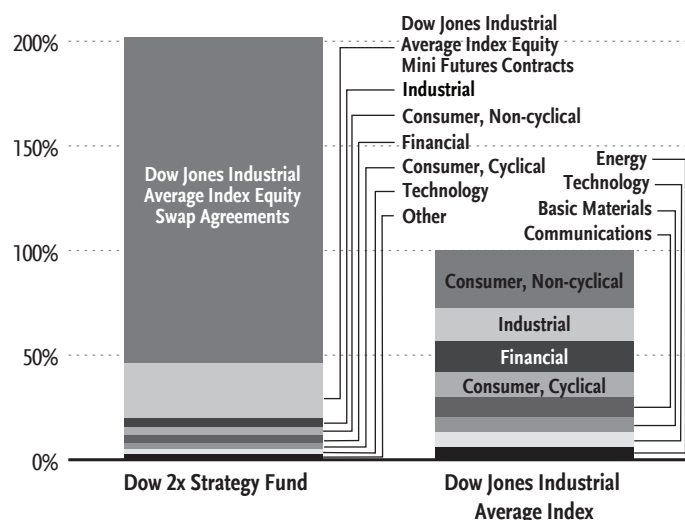 200%
150%
100%
50%
0%
Dow Jones Industrial
Average Index Equity
Swap Agreements
Dow Jones Industrial
Average Index Equity
Mini Futures Contracts
Industrial
Consumer, Non-cyclical
Financial
Consumer, Cyclical
Technology
Other
Energy
Technology
Basic Materials
Communications
Consumer, Non-cyclical
Industrial
Financial
Consumer, Cyclical
Dow 2x Strategy Fund
Dow Jones Industrial
Average Index